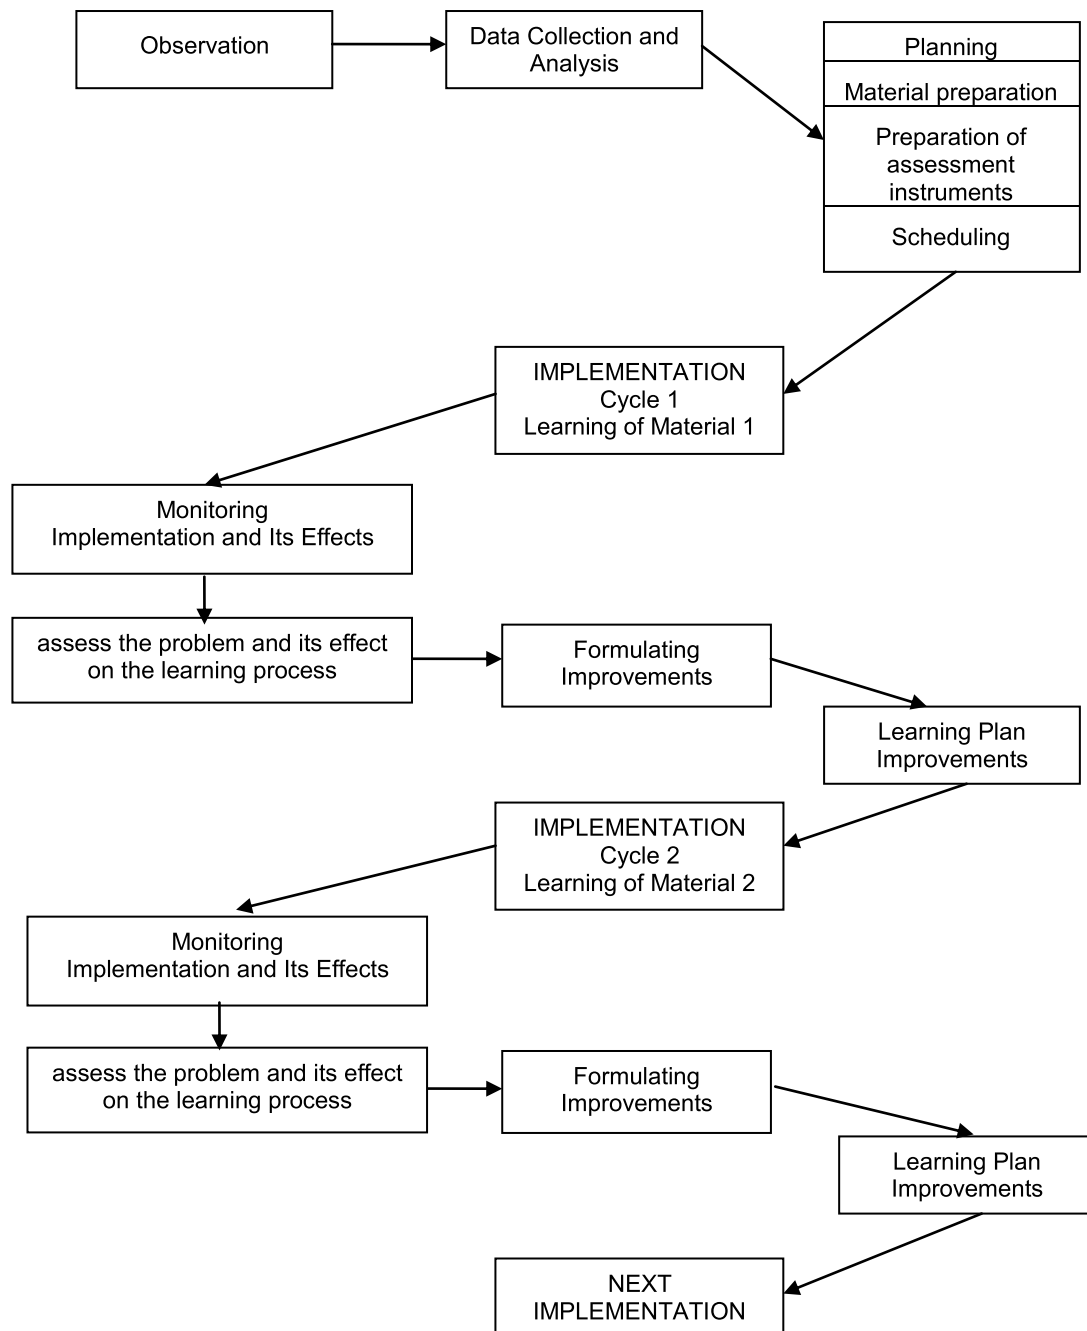 Observation
Data Collection and
Analysis
Planning
Material preparation
Preparation of
assessment
instruments
Scheduling
IMPLEMENTATION
Cycle 1
Learning of Material 1
Monitoring
Implementation and Its Effects
assess the problem and its effect
on the learning process
Formulating
Improvements
Learning Plan
Improvements
IMPLEMENTATION
Cycle 2
Learning of Material 2
Monitoring
Implementation and Its Effects
assess the problem and its effect
on the learning process
Formulating
Improvements
Learning Plan
Improvements
NEXT
IMPLEMENTATION